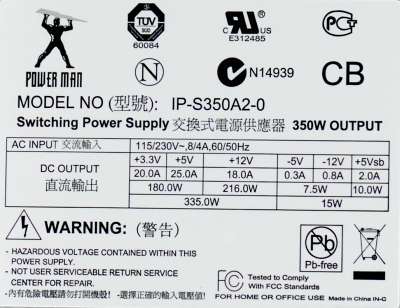 TÜV
60084
E312485
PCT
POWER MAN
N
N14939
CB
MODEL NO (型號): IP-S350A2-0
Switching Power Supply 交換式電源供應器 350W OUTPUT
AC INPUT 交流輸入 115/230V~,8/4A,60/50Hz
DC OUTPUT 直流輸出
+3.3V +5V +12V -5V -12V +5Vsb
20.0A 25.0A 18.0A 0.3A 0.8A 2.0A
180.0W 216.0W 7.5W 10.0W
335.0W 15W
WARNING: (警告)
- HAZARDOUS VOLTAGE CONTAINED WITHIN THIS
POWER SUPPLY.
- NOT USER SERVICEABLE RETURN SERVICE
CENTER FOR REPAIR.
-內有危險電壓請勿打開機殼! -選擇正確的輸入電壓值!
Pb
Pb-free
FC Tested to Comply
With FCC Standards
FOR HOME OR OFFICE USE
Made in China IN-C